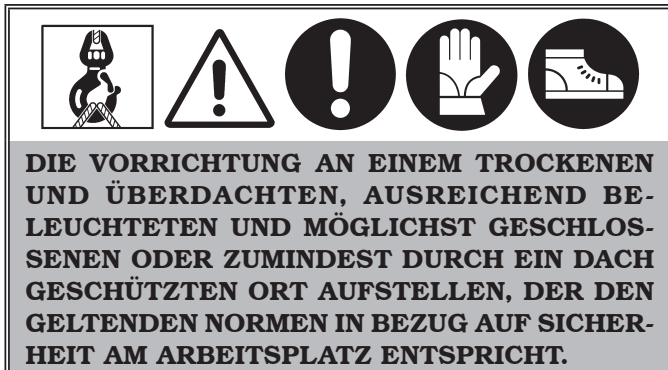 DIE VORRICHTUNG AN EINEM TROCKENEN
UND ÜBERDACHTEN, AUSREICHEND BE-
LEUCHTETEN UND MÖGLICHST GESCHLOS-
SENEN ODER ZUMINDEST DURCH EIN DACH
GESCHÜTZTEN ORT AUFSTELLEN, DER DEN
GELTENDEN NORMEN IN BEZUG AUF SICHER-
HEIT AM ARBEITSPLATZ ENTSPRICHT.